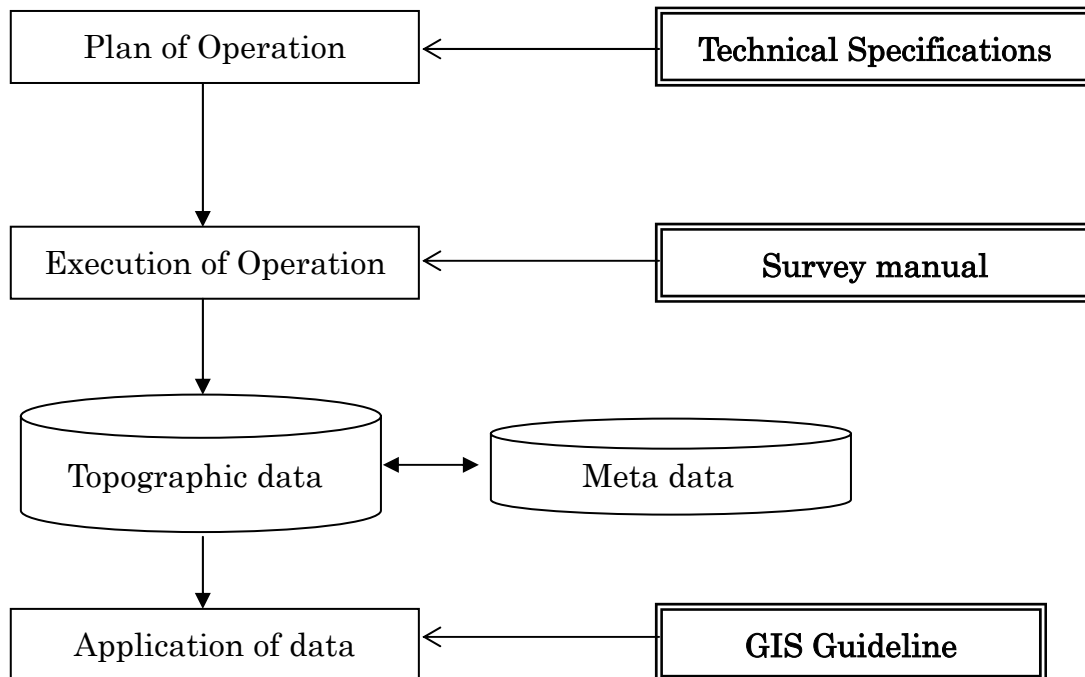 Plan of Operation
Technical Specifications
Execution of Operation
Survey manual
Topographic data
Meta data
Application of data
GIS Guideline